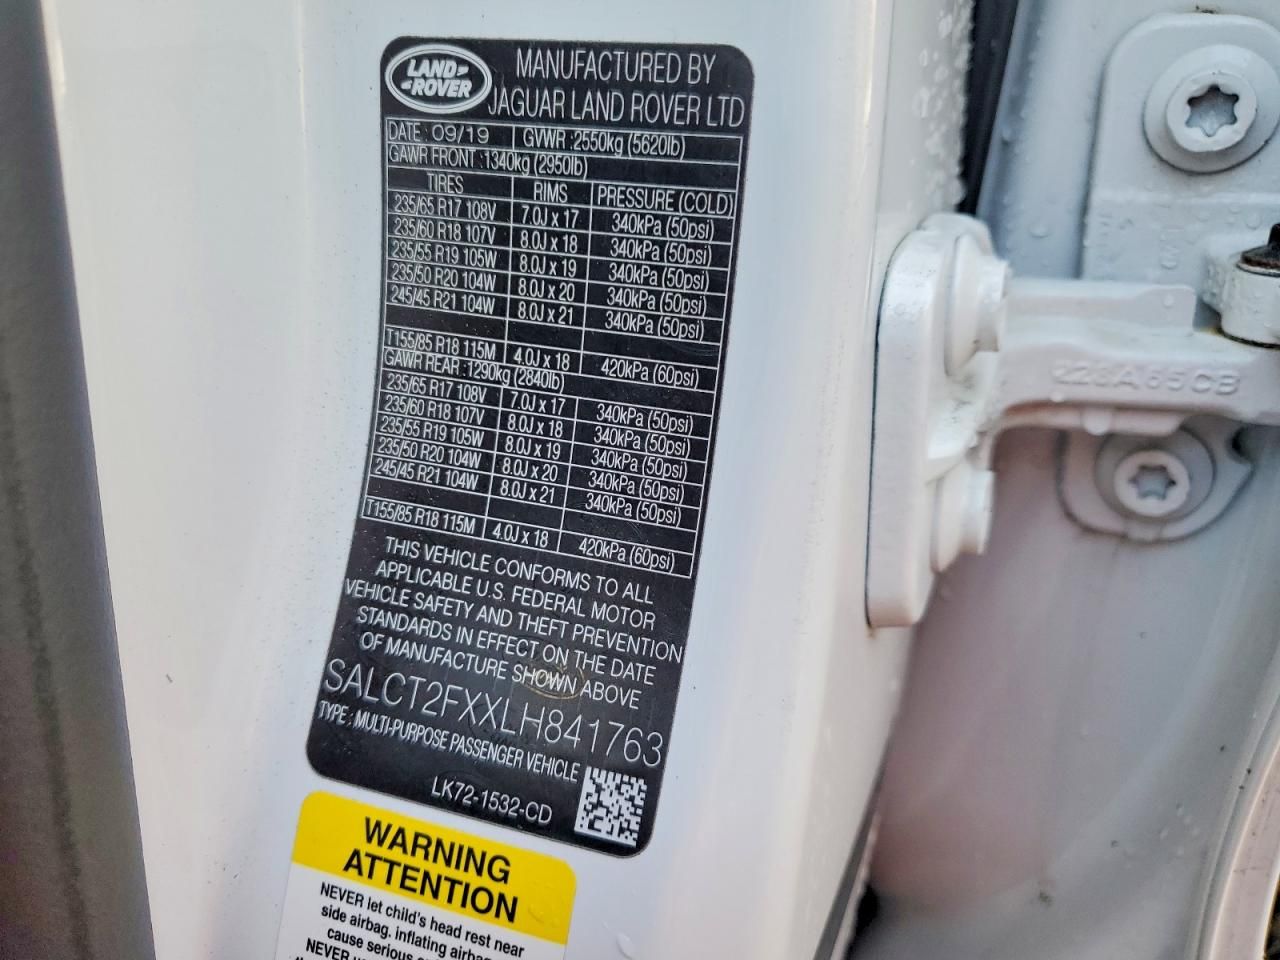 LAND
ROVER
MANUFACTURED BY
JAGUAR LAND ROVER LTD
DATE : 09/19 GVWR : 2550kg (5620lb)
GAWR FRONT : 1340kg (2950lb)
TIRES RIMS PRESSURE (COLD)
235/65 R17 108V 7.0J x 17 340kPa (50psi)
235/60 R18 107V 8.0J x 18 340kPa (50psi)
235/55 R19 105W 8.0J x 19 340kPa (50psi)
235/50 R20 104W 8.0J x 20 340kPa (50psi)
245/45 R21 104W 8.0J x 21 340kPa (50psi)
T155/85 R18 115M 4.0J x 18 420kPa (60psi)
GAWR REAR : 1290kg (2840lb)
235/65 R17 108V 7.0J x 17 340kPa (50psi)
235/60 R18 107V 8.0J x 18 340kPa (50psi)
235/55 R19 105W 8.0J x 19 340kPa (50psi)
235/50 R20 104W 8.0J x 20 340kPa (50psi)
245/45 R21 104W 8.0J x 21 340kPa (50psi)
T155/85 R18 115M 4.0J x 18 420kPa (60psi)
THIS VEHICLE CONFORMS TO ALL
APPLICABLE U.S. FEDERAL MOTOR
VEHICLE SAFETY AND THEFT PREVENTION
STANDARDS IN EFFECT ON THE DATE
OF MANUFACTURE SHOWN ABOVE
SALCT2FXXLH841763
TYPE : MULTI-PURPOSE PASSENGER VEHICLE
LK72-1532-CD
WARNING
ATTENTION
NEVER let child's head rest near
side airbag. inflating
cause serious
NEVER